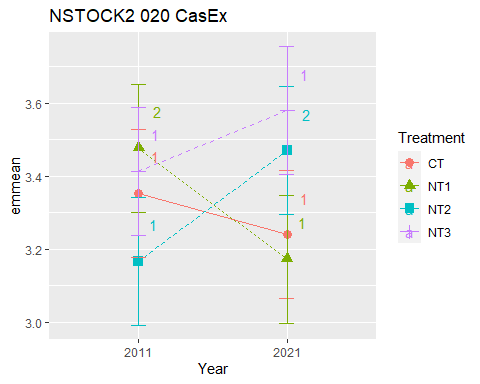 NSTOCK2 020 CasEx
emmean
3.6
3.4
3.2
3.0
2
1
1
1
1
2
1
1
2011
2021
Year
Treatment
a CT
a NT1
a NT2
a NT3